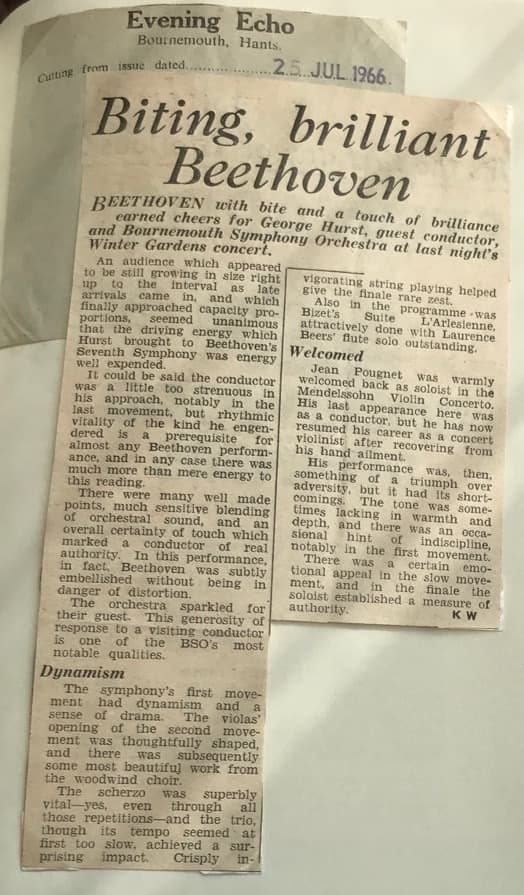 Evening Echo
Bournemouth, Hants.
Cutting from issue dated........................25 JUL 1966..
Biting, brilliant
Beethoven
BEETHOVEN with bite and a touch of brilliance
earned cheers for George Hurst, guest conductor,
and Bournemouth Symphony Orchestra at last night's
Winter Gardens concert.
An audience which appeared
to be still growing in size right
up to the interval as late
arrivals came in, and which
finally approached capacity pro-
portions, seemed unanimous
that the driving energy which
Hurst brought to Beethoven's
Seventh Symphony was energy
well expended.
It could be said the conductor
was a little too strenuous in
his approach, notably in the
last movement, but rhythmic
vitality of the kind he engen-
dered is a prerequisite for
almost any Beethoven perform-
ance, and in any case there was
much more than mere energy to
this reading.
There were many well made
points, much sensitive blending
of orchestral sound, and an
overall certainty of touch which
marked a conductor of real
authority. In this performance,
in fact, Beethoven was subtly
embellished without being in
danger of distortion.
The orchestra sparkled for
their guest. This generosity of
response to a visiting conductor
is one of the BSO's most
notable qualities.
Dynamism
The symphony's first move-
ment had dynamism and a
sense of drama. The violas'
opening of the second move-
ment was thoughtfully shaped,
and there was subsequently
some most beautiful work from
the woodwind choir.
The scherzo was superbly
vital—yes, even through all
those repetitions—and the trio,
though its tempo seemed at
first too slow, achieved a sur-
prising impact. Crisply in-
vigorating string playing helped
give the finale rare zest.
Also in the programme was
Bizet's Suite L'Arlesienne,
attractively done with Laurence
Beers' flute solo outstanding.
Welcomed
Jean Pougnet was warmly
welcomed back as soloist in the
Mendelssohn Violin Concerto.
His last appearance here was
as a conductor, but he has now
resumed his career as a concert
violinist after recovering from
his hand ailment.
His performance was, then,
something of a triumph over
adversity, but it had its short-
comings. The tone was some-
times lacking in warmth and
depth, and there was an occa-
sional hint of indiscipline,
notably in the first movement.
There was a certain emo-
tional appeal in the slow move-
ment, and in the finale the
soloist established a measure of
authority. K W